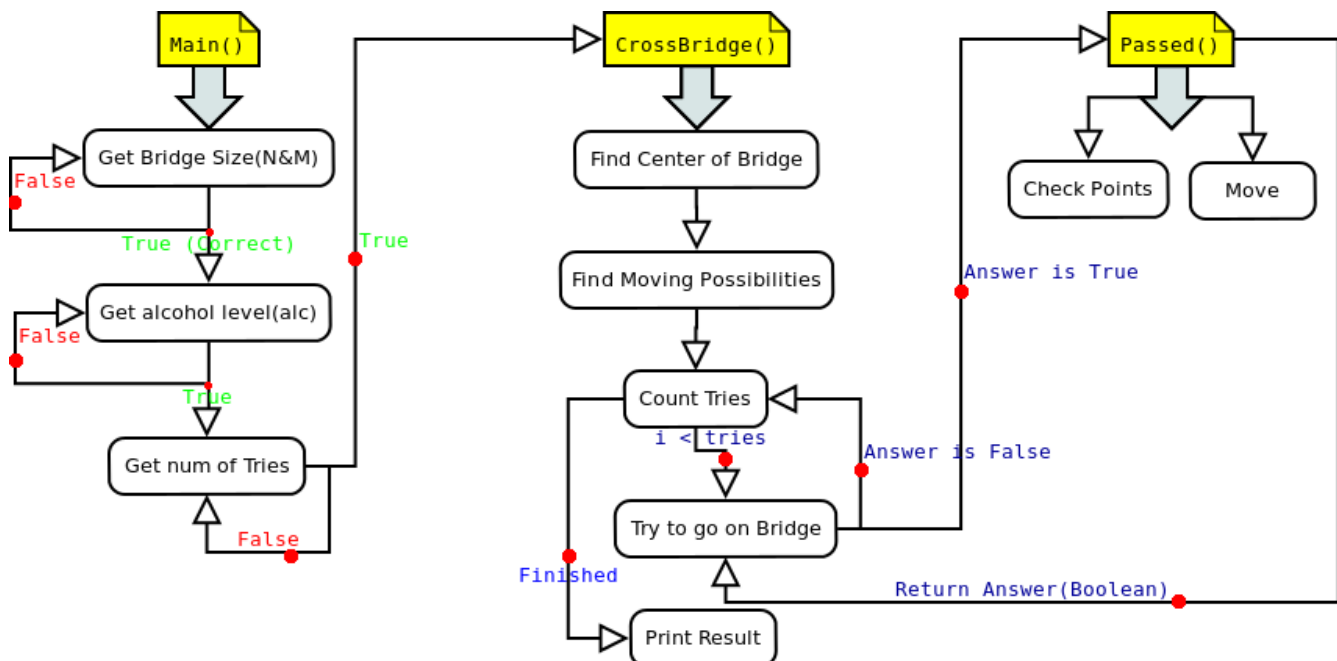 Main()
Get Bridge Size(N&M)
False
True (Correct)
Get alcohol level(alc)
False
True
Get num of Tries
False
True
CrossBridge()
Find Center of Bridge
Find Moving Possibilities
Count Tries
i < tries
Answer is False
Try to go on Bridge
Finished
Print Result
Passed()
Check Points
Move
Answer is True
Return Answer(Boolean)